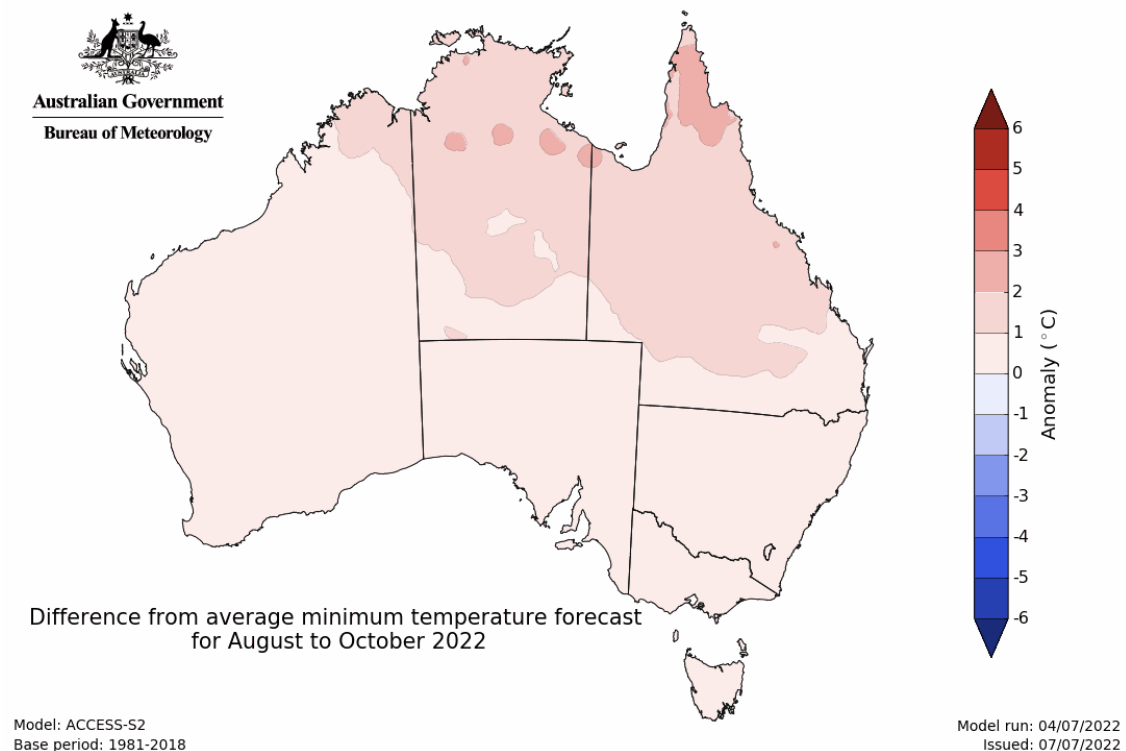 Australian Government
Bureau of Meteorology
6
5
4
3
2
1
0
-1
-2
-3
-4
-5
-6
Anomaly (°C)
Difference from average minimum temperature forecast
for August to October 2022
Model: ACCESS-S2
Base period: 1981-2018
Model run: 04/07/2022
Issued: 07/07/2022